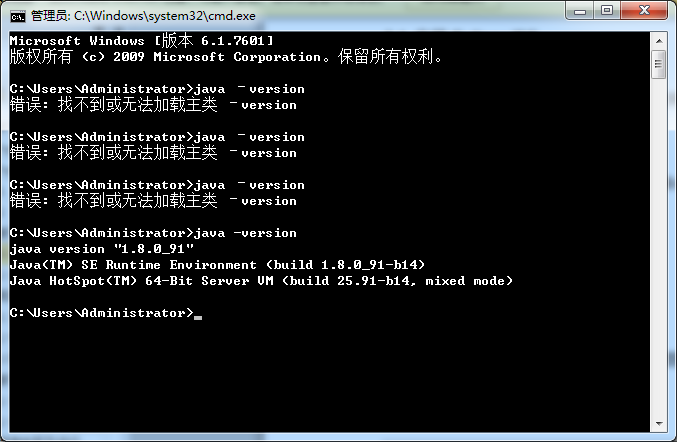 管理员: C:\Windows\system32\cmd.exe
Microsoft Windows [版本 6.1.7601]
版权所有 (c) 2009 Microsoft Corporation。保留所有权利。
C:\Users\Administrator>java －version
错误: 找不到或无法加载主类 －version
C:\Users\Administrator>java －version
错误: 找不到或无法加载主类 －version
C:\Users\Administrator>java －version
错误: 找不到或无法加载主类 －version
C:\Users\Administrator>java -version
java version "1.8.0_91"
Java(TM) SE Runtime Environment (build 1.8.0_91-b14)
Java HotSpot(TM) 64-Bit Server VM (build 25.91-b14, mixed mode)
C:\Users\Administrator>